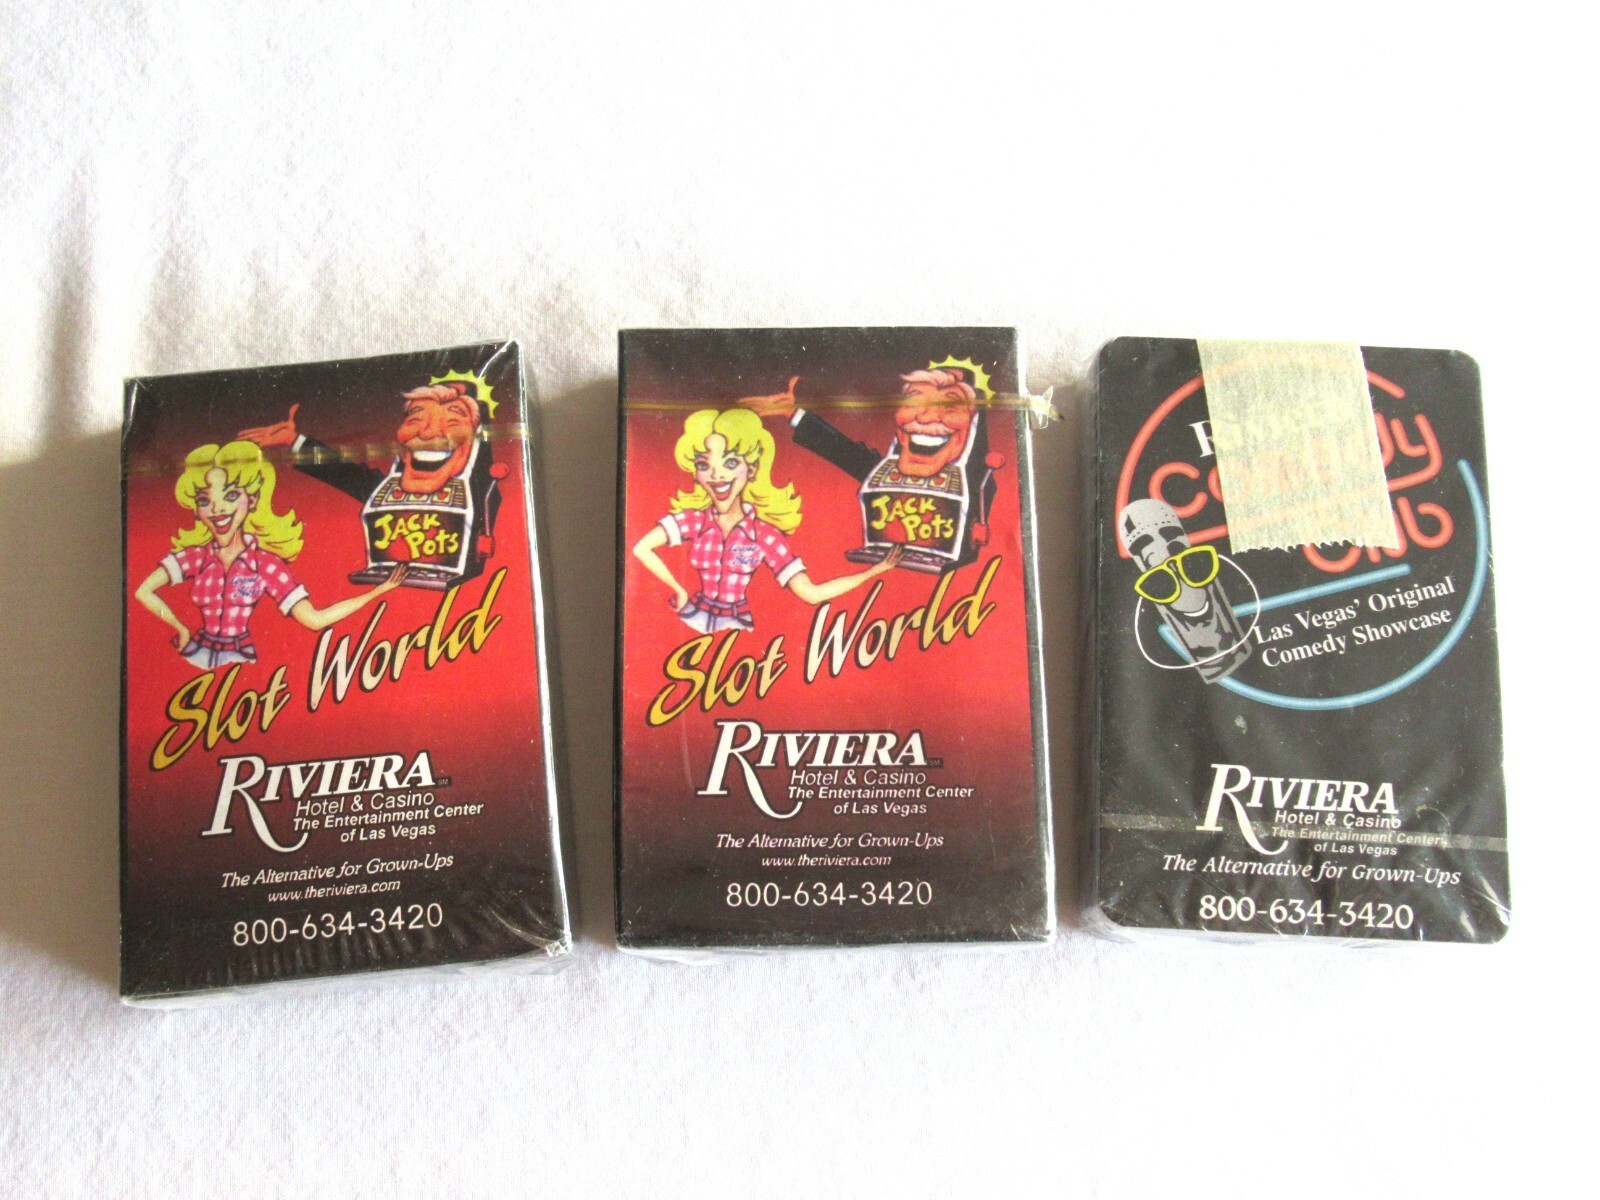 JACK
POTS
Slot World
RIVIERA
Hotel & Casino
The Entertainment Center
of Las Vegas
The Alternative for Grown-Ups
www.theriviera.com
800-634-3420
JACK
POTS
Slot World
RIVIERA SM
Hotel & Casino
The Entertainment Center
of Las Vegas
The Alternative for Grown-Ups
www.theriviera.com
800-634-3420
Comedy
Club
Las Vegas' Original
Comedy Showcase
RIVIERA
Hotel & Casino
The Entertainment Center
of Las Vegas
The Alternative for Grown-Ups
800-634-3420